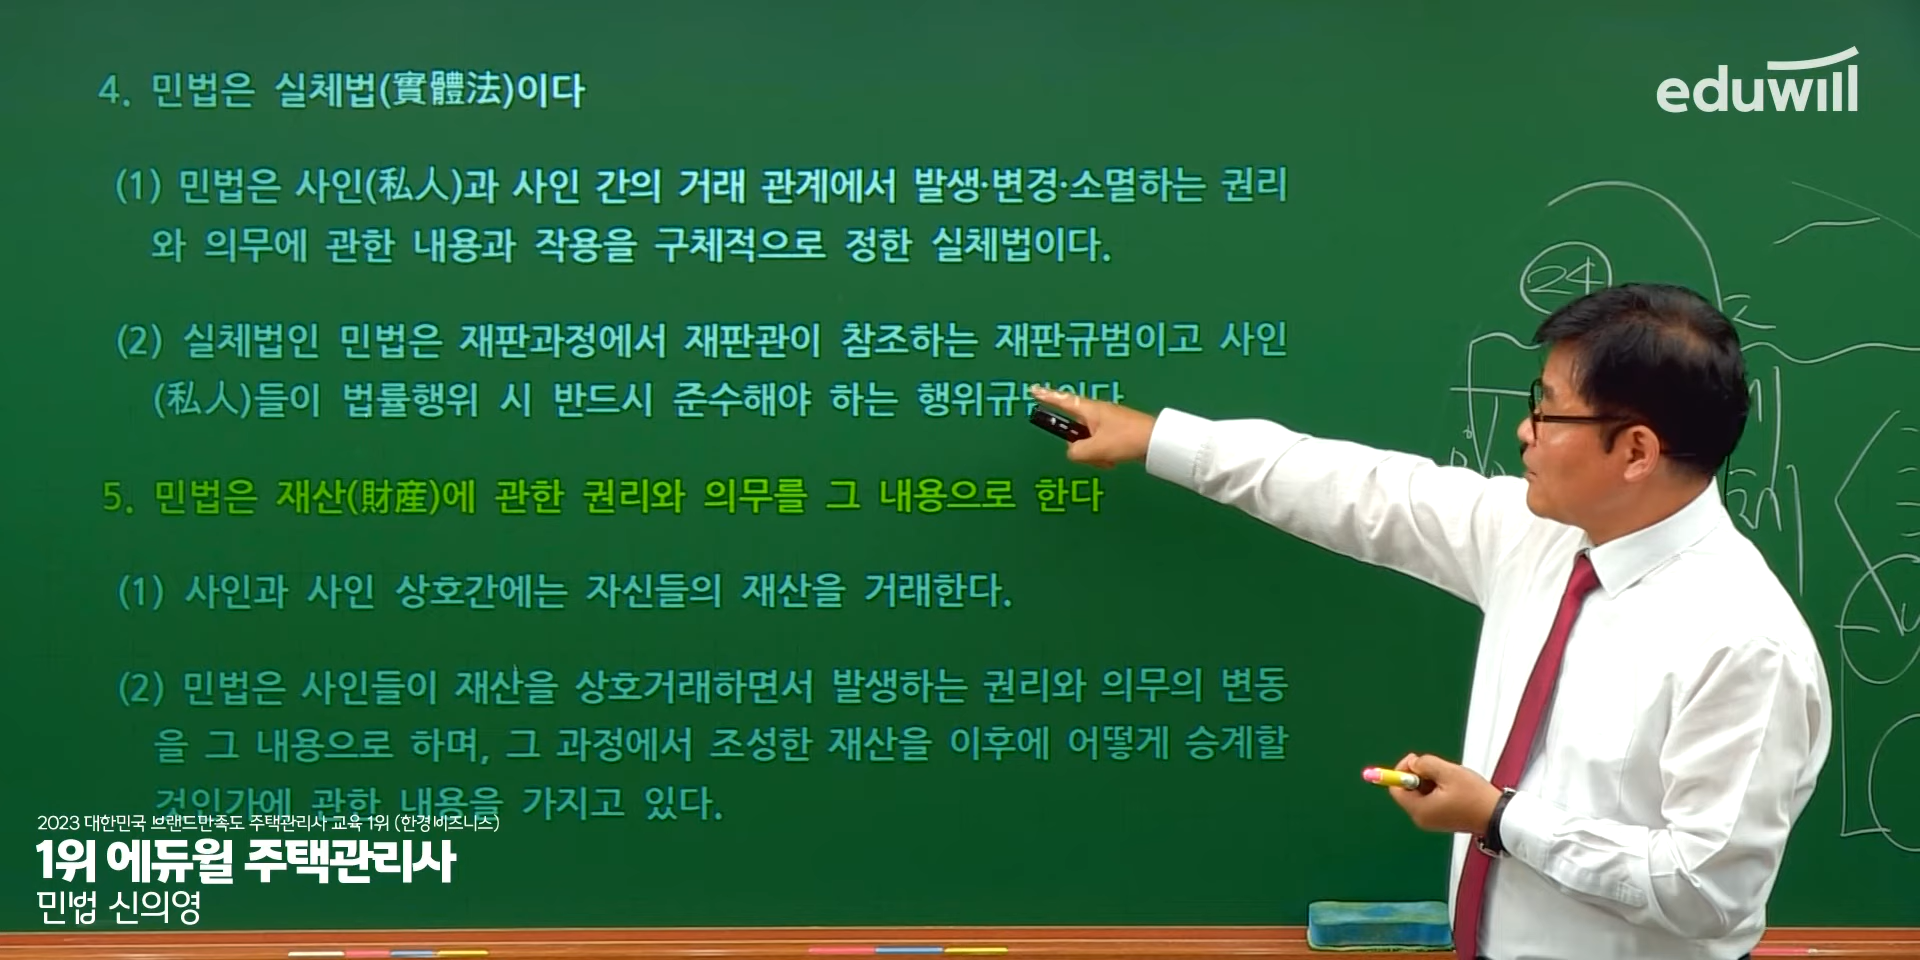 4. 민법은 실체법(實體法)이다
eduwill
(1) 민법은 사인(私人)과 사인 간의 거래 관계에서 발생·변경·소멸하는 권리
와 의무에 관한 내용과 작용을 구체적으로 정한 실체법이다.
24
(2) 실체법인 민법은 재판과정에서 재판관이 참조하는 재판규범이고 사인
(私人)들이 법률행위 시 반드시 준수해야 하는 행위규범이다
5. 민법은 재산(財産)에 관한 권리와 의무를 그 내용으로 한다
(1) 사인과 사인 상호간에는 자신들의 재산을 거래한다.
(2) 민법은 사인들이 재산을 상호거래하면서 발생하는 권리와 의무의 변동
을 그 내용으로 하며, 그 과정에서 조성한 재산을 이후에 어떻게 승계할
것인가에 관한 내용을 가지고 있다.
2023 대한민국 브랜드만족도 주택관리사 교육 1위 (한경비즈니스)
1위 에듀윌 주택관리사
민법 신의영